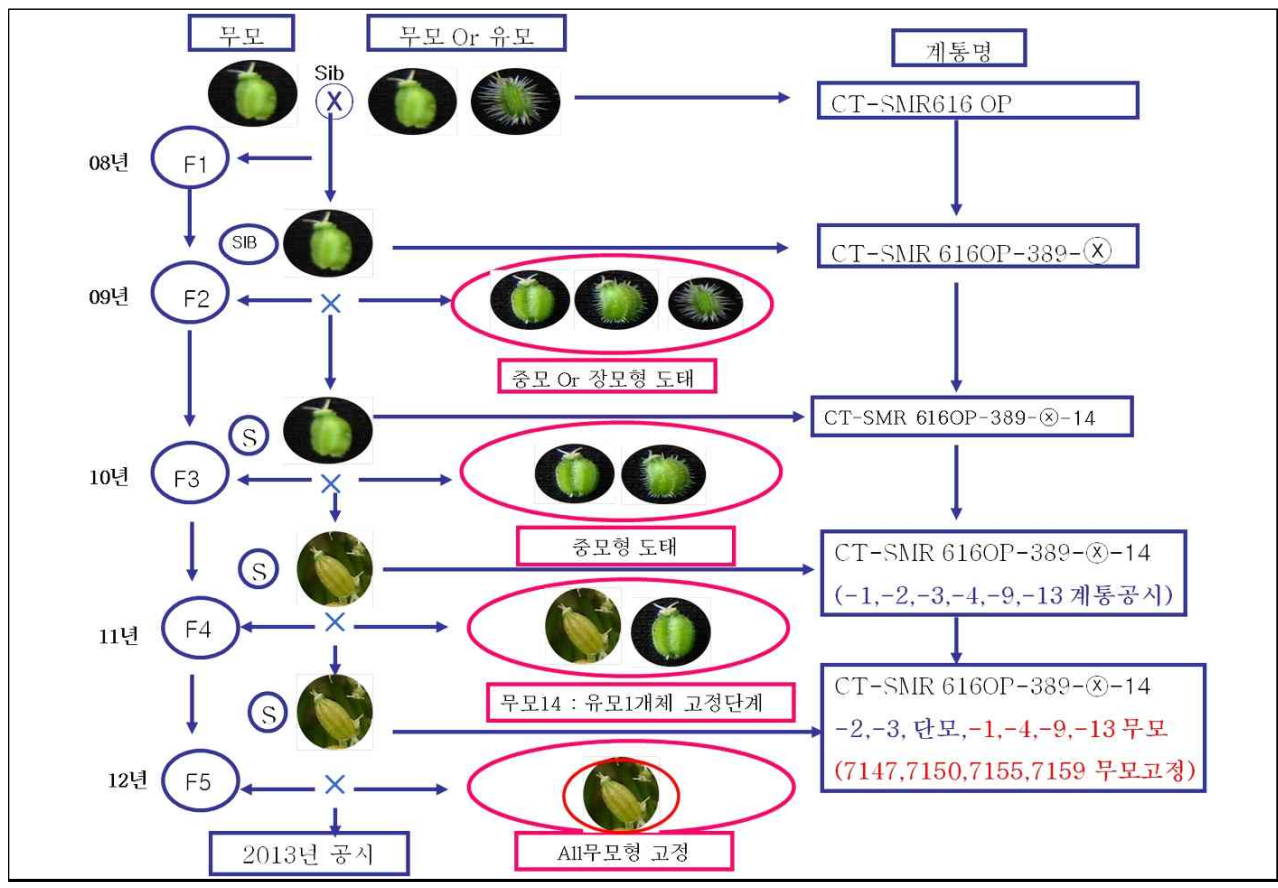 무모
무모 Or 유모
계통명
Sib
X
CT-SMR616 OP
08년
F1
SIB
CT-SMR 616OP-389-ⓧ
09년
F2
중모 Or 장모형 도태
CT-SMR 616OP-389-ⓧ-14
S
10년
F3
중모형 도태
CT-SMR 616OP-389-ⓧ-14
(-1,-2,-3,-4,-9,-13 계통공시)
S
11년
F4
무모14 : 유모1개체 고정단계
CT-SMR 616OP-389-ⓧ-14
-2,-3, 단모,-1,-4,-9,-13 무모
(7147,7150,7155,7159 무모고정)
S
12년
F5
2013년 공시
All무모형 고정